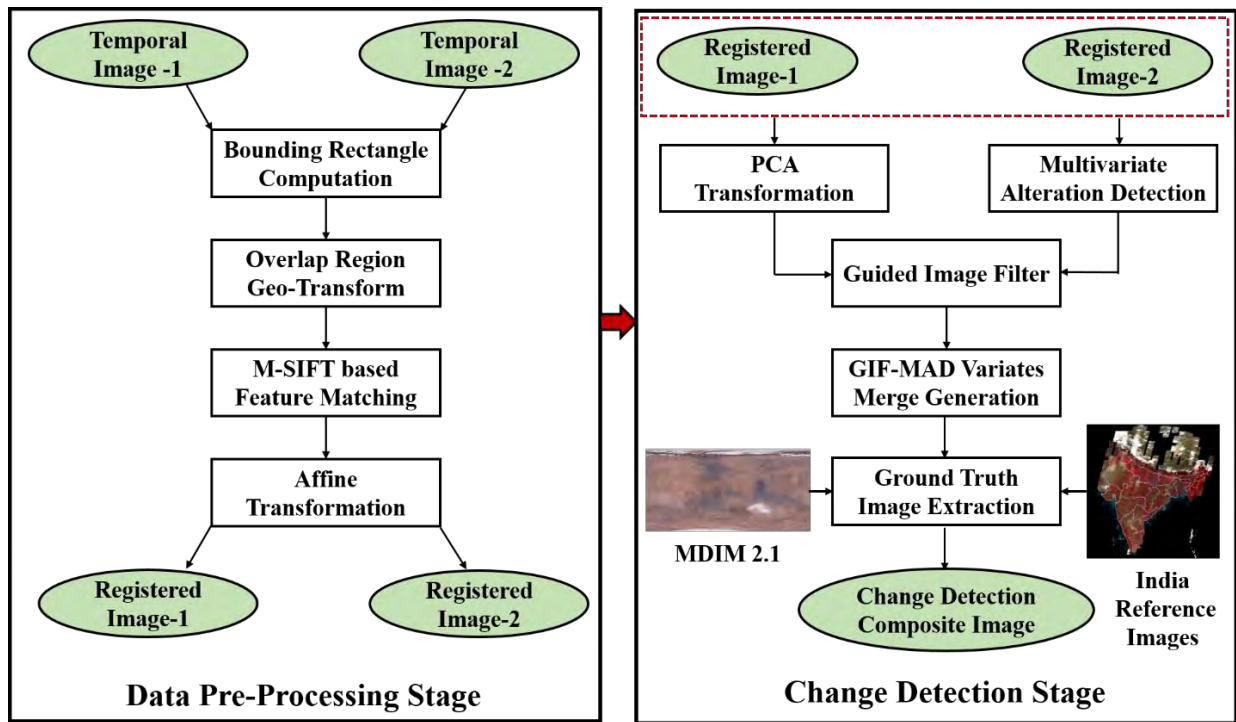 Temporal
Image -1
Temporal
Image -2
Bounding Rectangle
Computation
Overlap Region
Geo-Transform
M-SIFT based
Feature Matching
Affine
Transformation
Registered
Image-1
Registered
Image-2
Data Pre-Processing Stage
Registered
Image-1
Registered
Image-2
PCA
Transformation
Multivariate
Alteration Detection
Guided Image Filter
GIF-MAD Variates
Merge Generation
Ground Truth
Image Extraction
MDIM 2.1
India
Reference
Images
Change Detection
Composite Image
Change Detection Stage